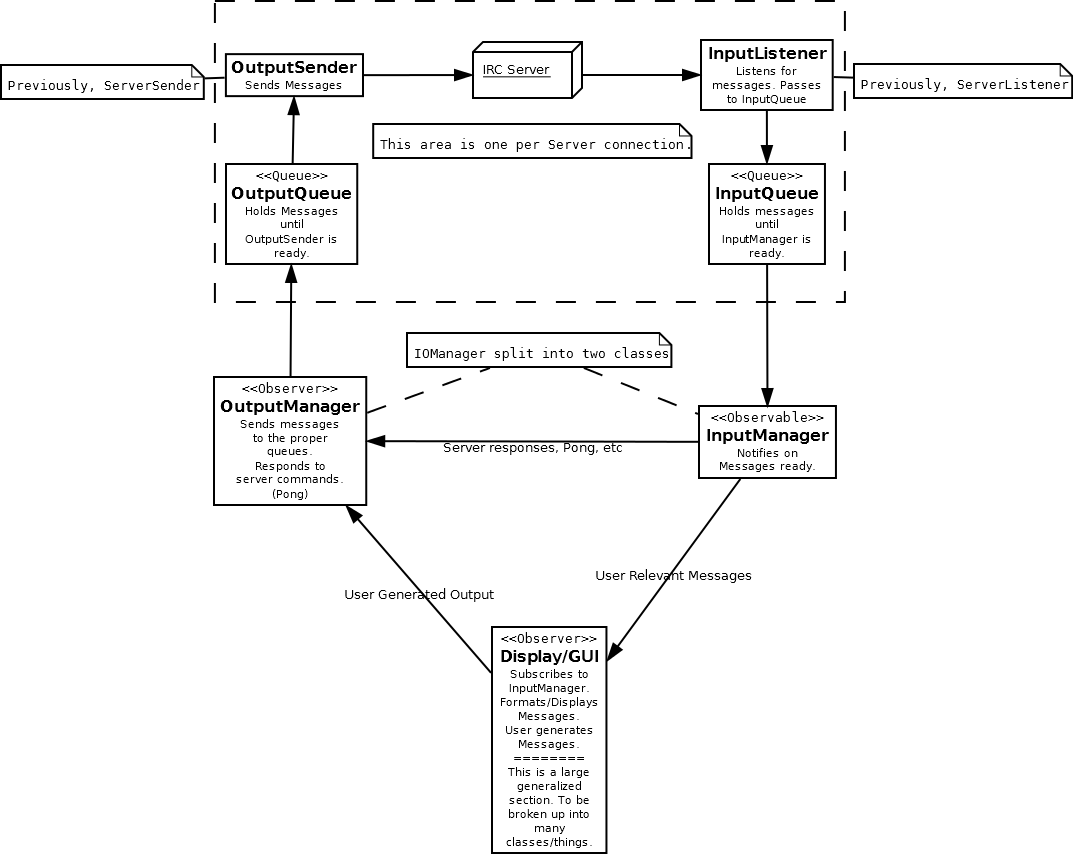 OutputSender
Sends Messages
IRC Server
InputListener
Listens for
messages. Passes
to InputQueue
Previously, ServerSender
Previously, ServerListener
This area is one per Server connection.
<<Queue>>
OutputQueue
Holds Messages
until
OutputSender is
ready.
<<Queue>>
InputQueue
Holds messages
until
InputManager is
ready.
IOManager split into two classes
<<Observer>>
OutputManager
Sends messages
to the proper
queues.
Responds to
server commands.
(Pong)
<<Observable>>
InputManager
Notifies on
Messages ready.
Server responses, Pong, etc
User Relevant Messages
User Generated Output
<<Observer>>
Display/GUI
Subscribes to
InputManager.
Formats/Displays
Messages.
User generates
Messages.
========
This is a large
generalized
section. To be
broken up into
many
classes/things.